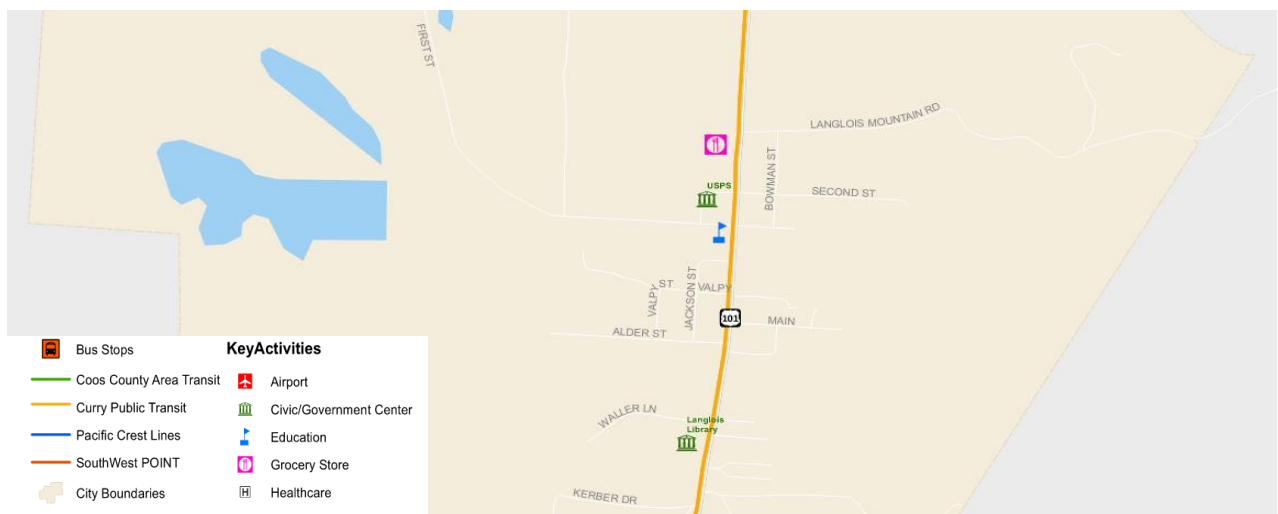 FIRST ST
LANGLOIS MOUNTAIN RD
BOWMAN ST
USPS
SECOND ST
VALPY ST
JACKSON ST
VALPY
101
MAIN
ALDER ST
WALLER LN
Langlois
Library
KERBER DR
Bus Stops
Coos County Area Transit
Curry Public Transit
Pacific Crest Lines
SouthWest POINT
City Boundaries
KeyActivities
Airport
Civic/Government Center
Education
Grocery Store
H
Healthcare